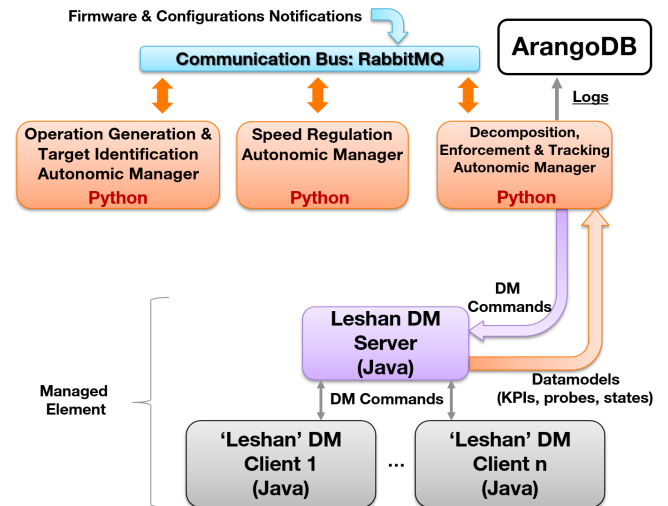 Firmware & Configurations Notifications
Communication Bus: RabbitMQ
ArangoDB
Logs
Operation Generation &
Target Identification
Autonomic Manager
Python
Speed Regulation
Autonomic Manager
Python
Decomposition,
Enforcement & Tracking
Autonomic Manager
Python
DM
Commands
Leshan DM
Server
(Java)
Datamodels
(KPIs, probes, states)
Managed
Element
DM Commands
‘Leshan’ DM
Client 1
(Java)
...
‘Leshan’ DM
Client n
(Java)